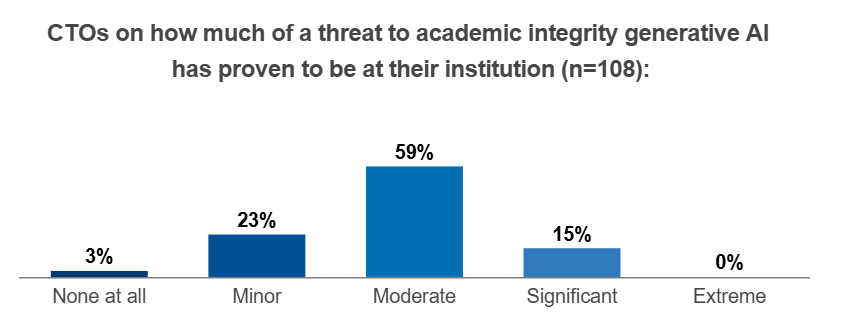 CTOs on how much of a threat to academic integrity generative AI
has proven to be at their institution (n=108):
59%
23%
15%
3%
0%
None at all
Minor
Moderate
Significant
Extreme